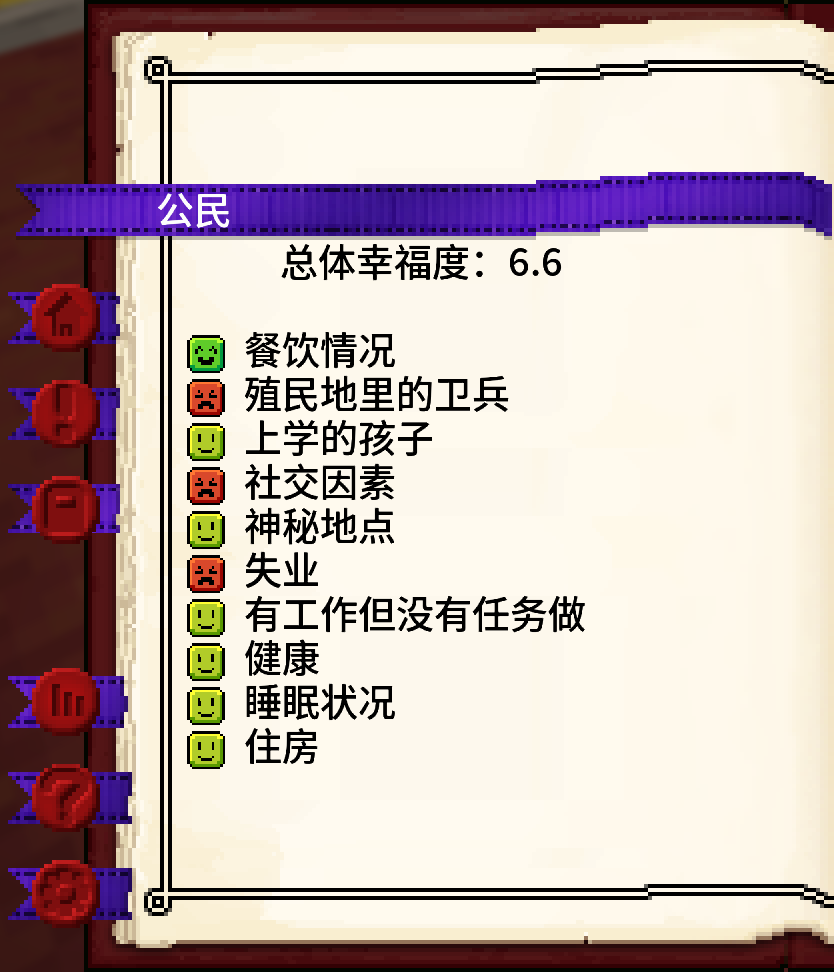 公民
总体幸福度：6.6
餐饮情况
殖民地里的卫兵
上学的孩子
社交因素
神秘地点
失业
有工作但没有任务做
健康
睡眠状况
住房